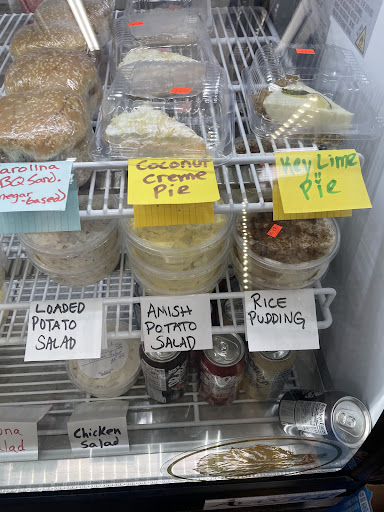 Carolina
BBQ Sand.
vinegar-based)
Coconut
creme
Pie
Key Lime
Pie
LOADED
POTATO
SALAD
AMISH
POTATO
SALAD
RICE
PUDDING
Chicken
Salad